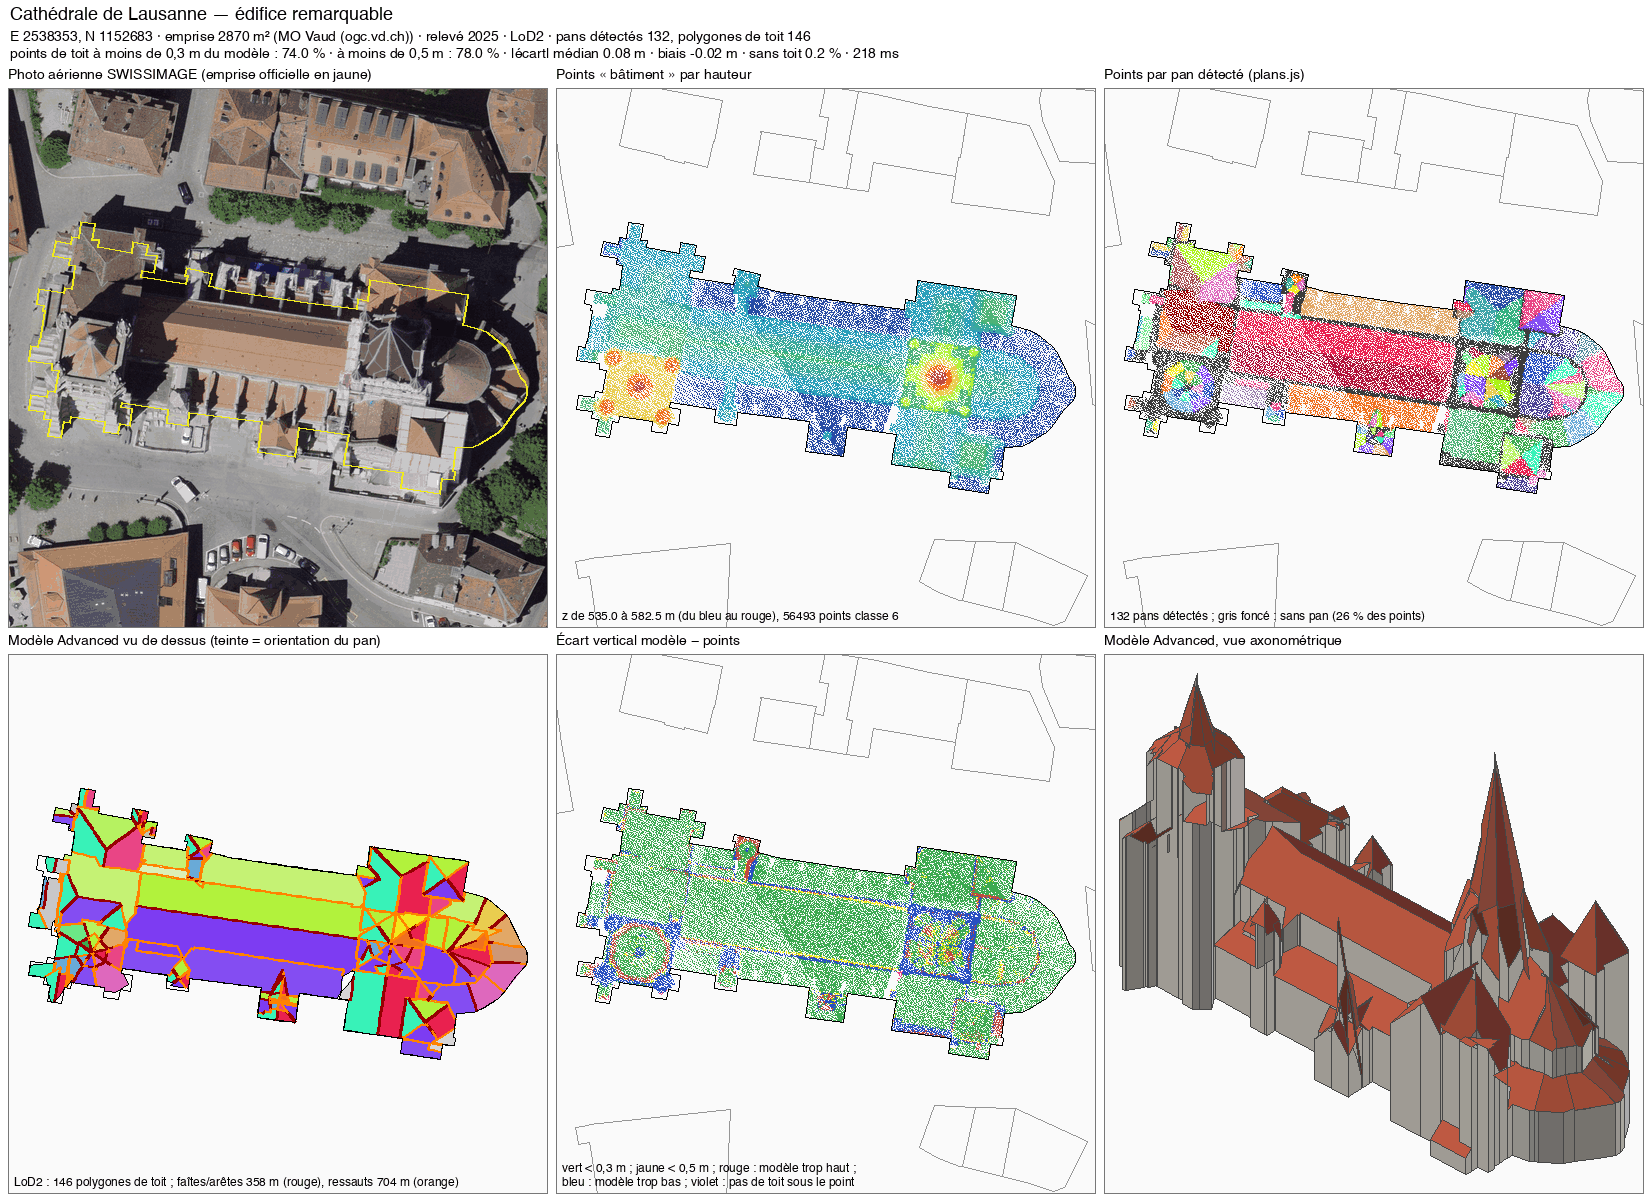 Cathédrale de Lausanne — édifice remarquable
E 2538353, N 1152683 · emprise 2870 m² (MO Vaud (ogc.vd.ch)) · relevé 2025 · LoD2 · pans détectés 132, polygones de toit 146
points de toit à moins de 0,3 m du modèle : 74.0 % · à moins de 0,5 m : 78.0 % · lécartl médian 0.08 m · biais -0.02 m · sans toit 0.2 % · 218 ms
Photo aérienne SWISSIMAGE (emprise officielle en jaune)
Points « bâtiment » par hauteur
Points par pan détecté (plans.js)
z de 535.0 à 582.5 m (du bleu au rouge), 56493 points classe 6
132 pans détectés ; gris foncé : sans pan (26 % des points)
Modèle Advanced vu de dessus (teinte = orientation du pan)
Écart vertical modèle – points
Modèle Advanced, vue axonométrique
LoD2 : 146 polygones de toit ; faîtes/arêtes 358 m (rouge), ressauts 704 m (orange)
vert < 0,3 m ; jaune < 0,5 m ; rouge : modèle trop haut ;
bleu : modèle trop bas ; violet : pas de toit sous le point